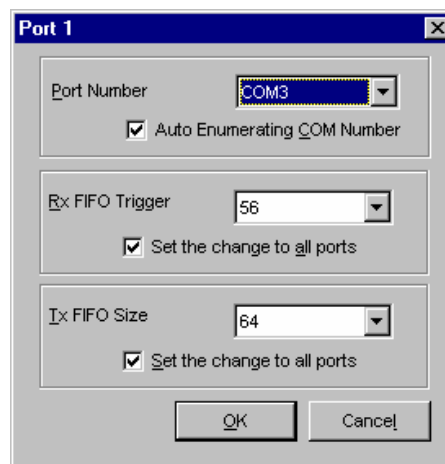 Port 1
Port Number
COM3
Auto Enumerating COM Number
Rx FIFO Trigger
56
Set the change to all ports
Tx FIFO Size
64
Set the change to all ports
OK
Cancel